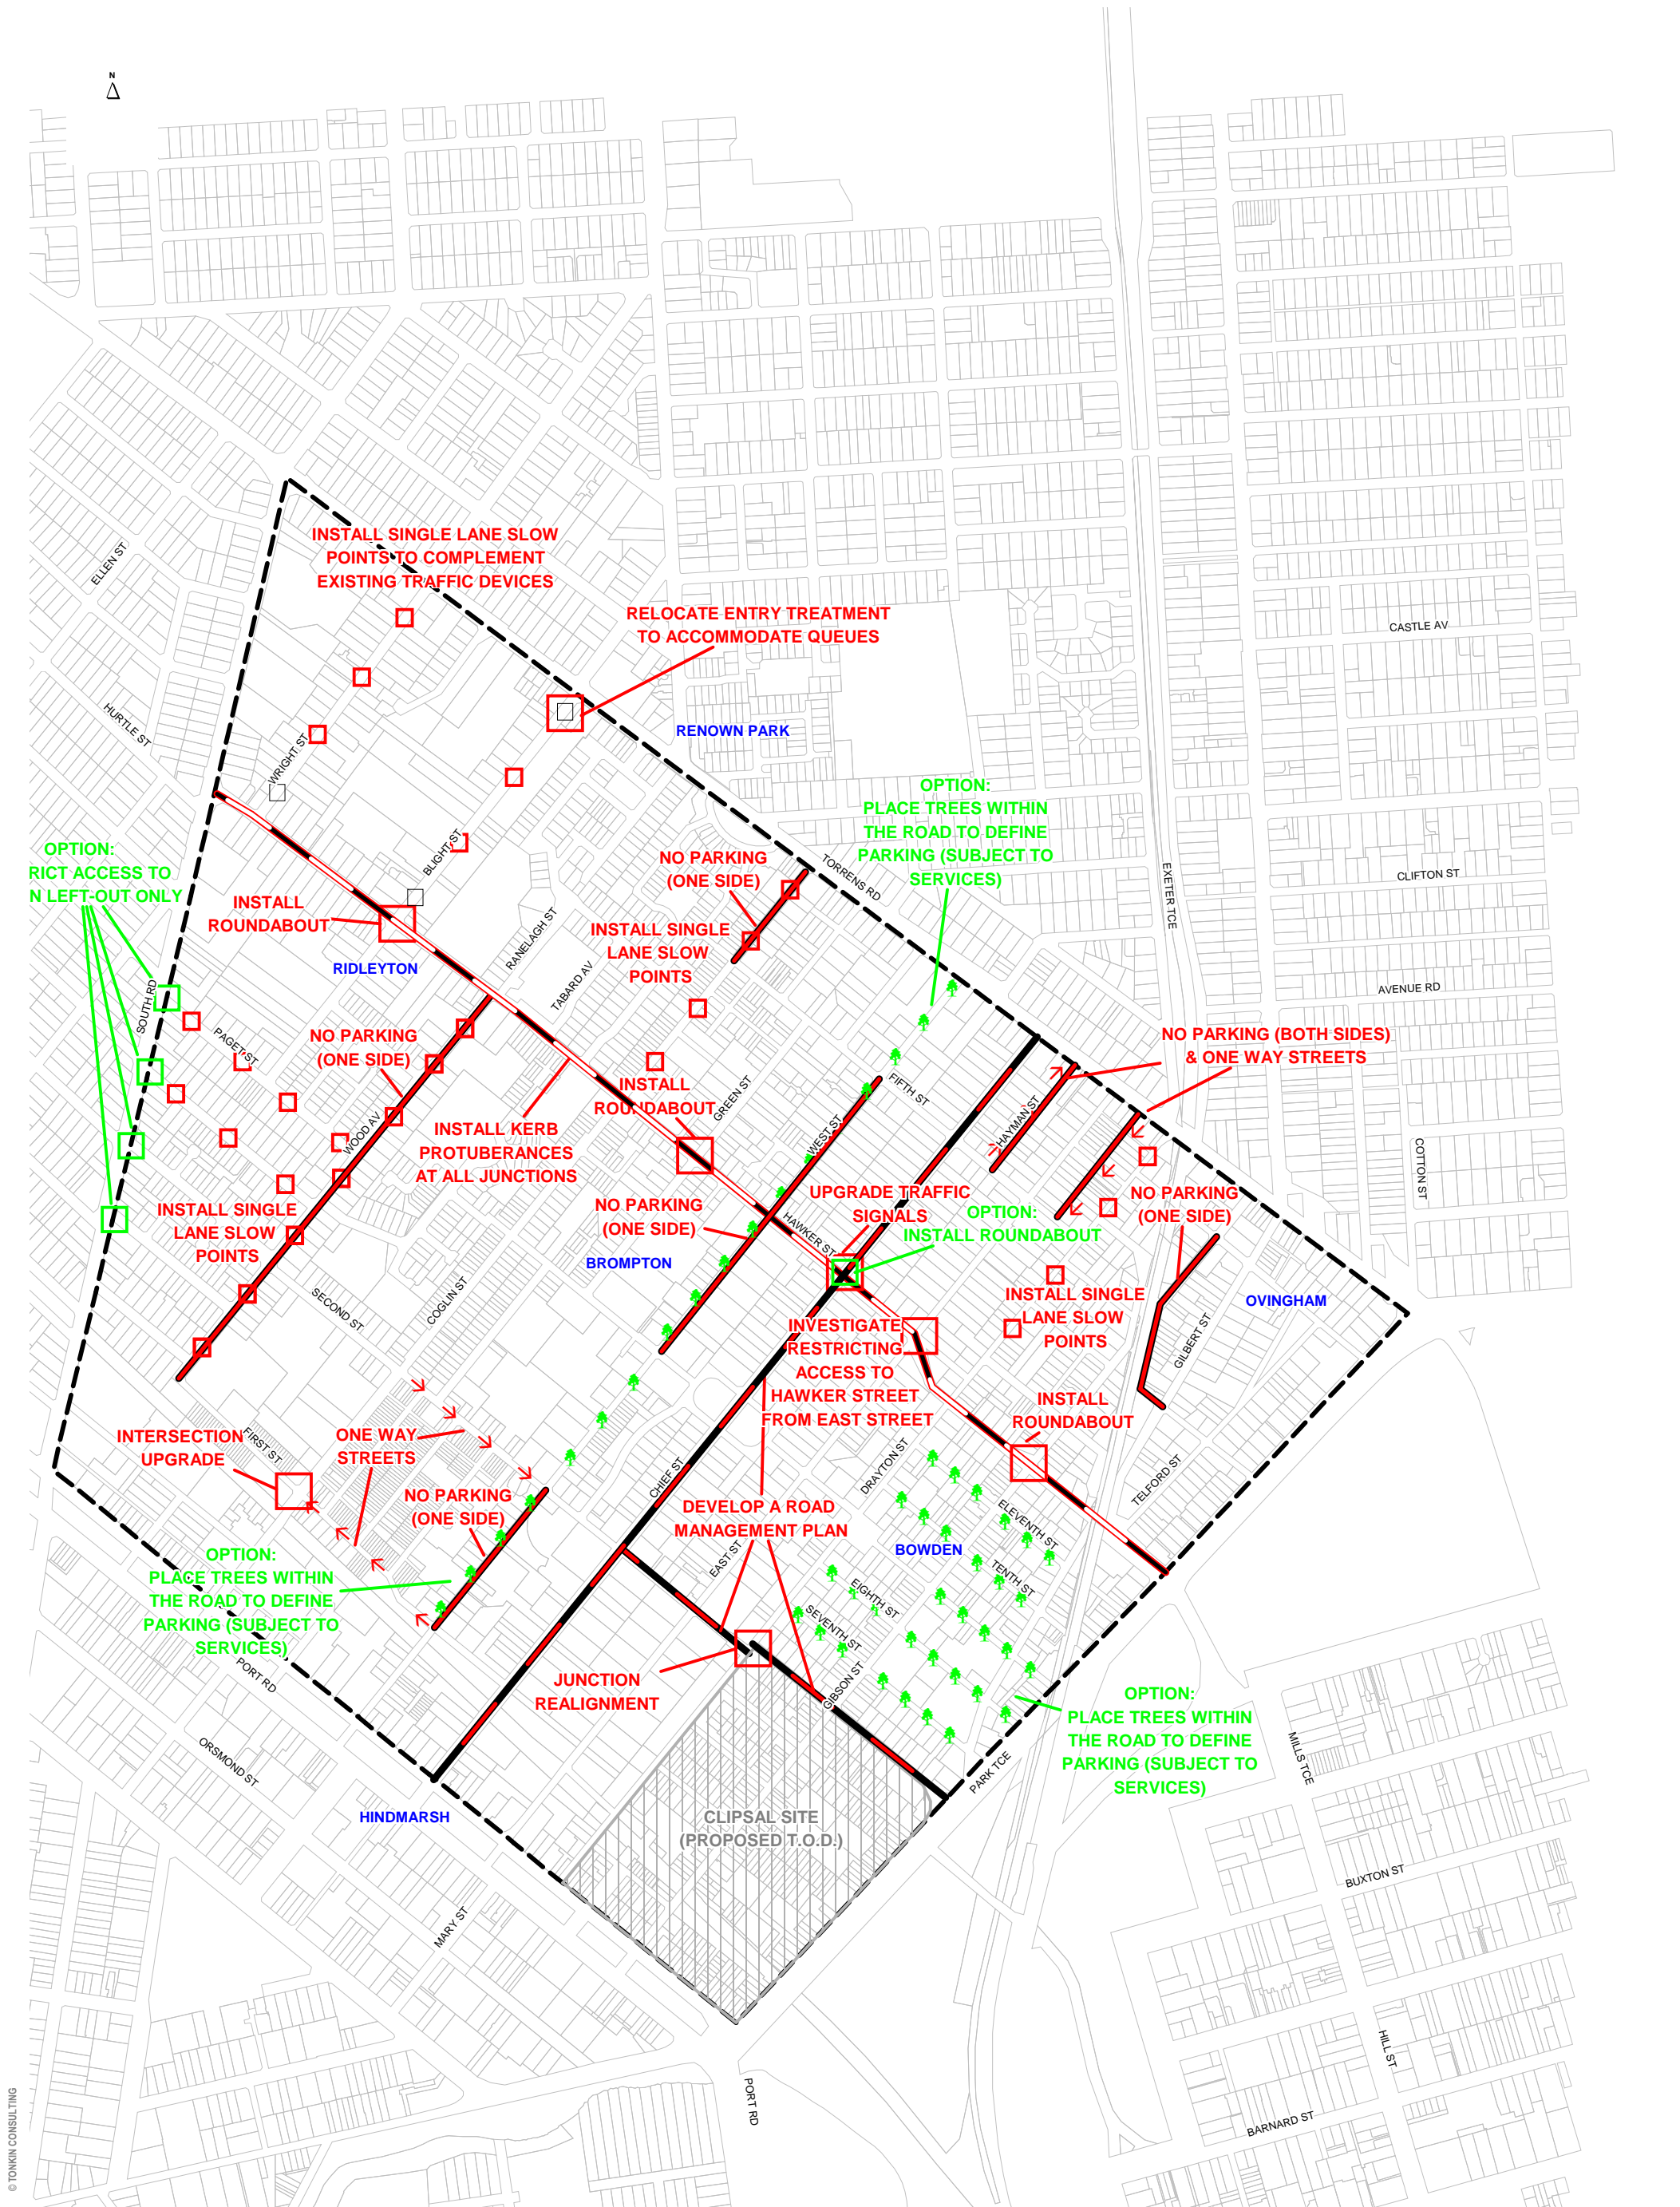 N
INSTALL SINGLE LANE SLOW
POINTS TO COMPLEMENT
EXISTING TRAFFIC DEVICES
ELLEN ST
RELOCATE ENTRY TREATMENT
TO ACCOMMODATE QUEUES
CASTLE AV
HURTLE ST
RENOWN PARK
WRIGHT ST
OPTION:
PLACE TREES WITHIN
THE ROAD TO DEFINE
PARKING (SUBJECT TO
SERVICES)
OPTION:
RICT ACCESS TO
N LEFT-OUT ONLY
BLIGHT ST
NO PARKING
(ONE SIDE)
TORRENS RD
EXETER TCE
CLIFTON ST
INSTALL
ROUNDABOUT
RANELAGH ST
INSTALL SINGLE
LANE SLOW
POINTS
RIDLEYTON
TABARD AV
SOUTH RD
AVENUE RD
PAGET ST
NO PARKING
(ONE SIDE)
NO PARKING (BOTH SIDES)
& ONE WAY STREETS
INSTALL
ROUNDABOUT
GREEN ST
FIFTH ST
HAYMAN ST
WOOD AV
INSTALL KERB
PROTUBERANCES
AT ALL JUNCTIONS
WEST ST
COTTON ST
UPGRADE TRAFFIC
SIGNALS
NO PARKING
(ONE SIDE)
NO PARKING
(ONE SIDE)
HAWKER ST
OPTION:
INSTALL ROUNDABOUT
INSTALL SINGLE
LANE SLOW
POINTS
BROMPTON
SECOND ST
COGLIN ST
INSTALL SINGLE
LANE SLOW
POINTS
OVINGHAM
GILBERT ST
INVESTIGATE
RESTRICTING
ACCESS TO
HAWKER STREET
FROM EAST STREET
INSTALL
ROUNDABOUT
INTERSECTION
UPGRADE
FIRST ST
ONE WAY
STREETS
CHIEF ST
DRAYTON ST
TELFORD ST
NO PARKING
(ONE SIDE)
DEVELOP A ROAD
MANAGEMENT PLAN
ELEVENTH ST
BOWDEN
EAST ST
TENTH ST
OPTION:
PLACE TREES WITHIN
THE ROAD TO DEFINE
PARKING (SUBJECT TO
SERVICES)
EIGHTH ST
SEVENTH ST
PORT RD
JUNCTION
REALIGNMENT
GIBSON ST
OPTION:
PLACE TREES WITHIN
THE ROAD TO DEFINE
PARKING (SUBJECT TO
SERVICES)
ORSMOND ST
PARK TCE
MILLS TCE
HINDMARSH
CLIPSAL SITE
(PROPOSED T.O.D.)
BUXTON ST
MARY ST
HILL ST
PORT RD
BARNARD ST
© TONKIN CONSULTING